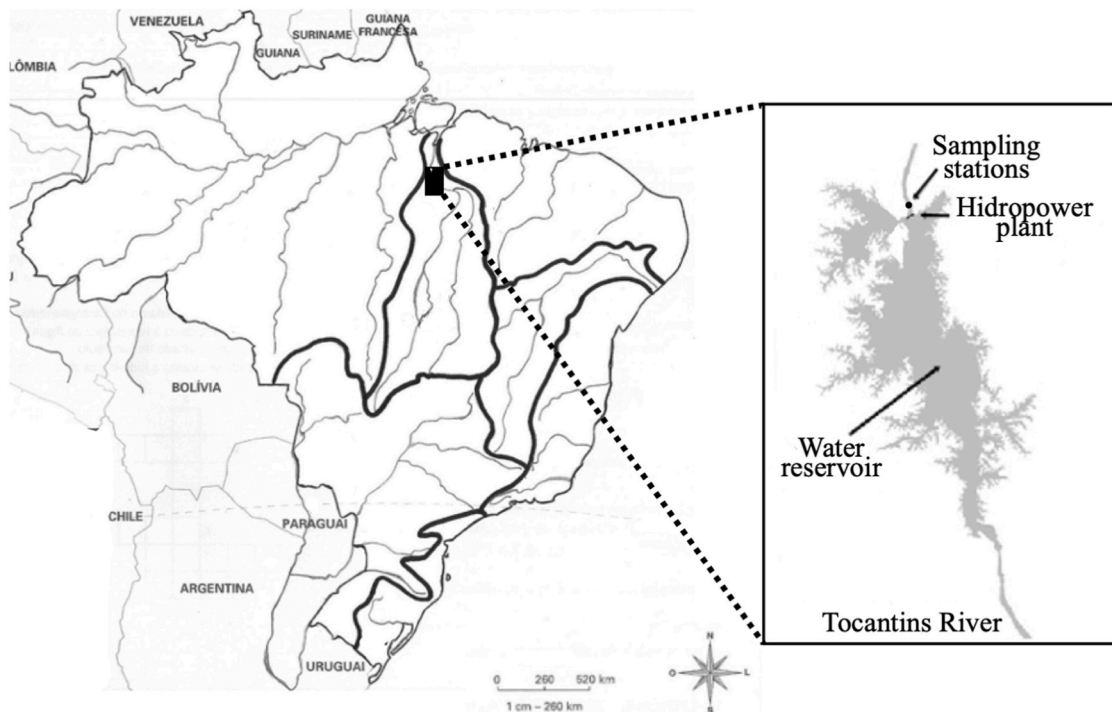 VENEZUELA
GUIANA
FRANCESA
SURINAME
GUIANA
LÔMBIA
BOLÍVIA
CHILE
PARAGUAI
ARGENTINA
URUGUAI
0 260 520 km
1 cm – 260 km
N
O
L
S
Sampling
stations
Hidropower
plant
Water
reservoir
Tocantins River